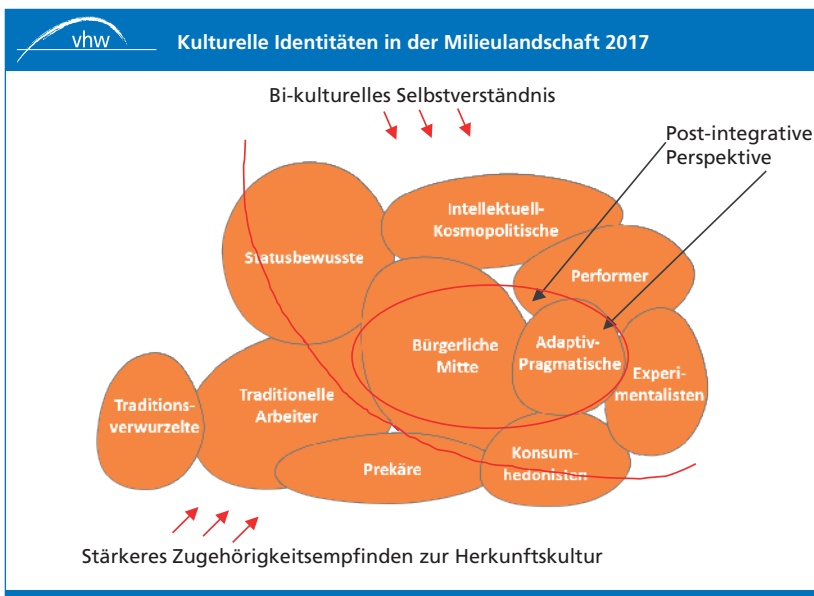 vhw
Kulturelle Identitäten in der Milieulandschaft 2017
Bi-kulturelles Selbstverständnis
Post-integrative
Perspektive
Intellektuell-
Kosmopolitische
Statusbewusste
Performer
Bürgerliche
Mitte
Adaptiv-
Pragmatische
Experi-
mentalisten
Traditions-
verwurzelte
Traditionelle
Arbeiter
Prekäre
Konsum-
hedonisten
Stärkeres Zugehörigkeitsempfinden zur Herkunftskultur